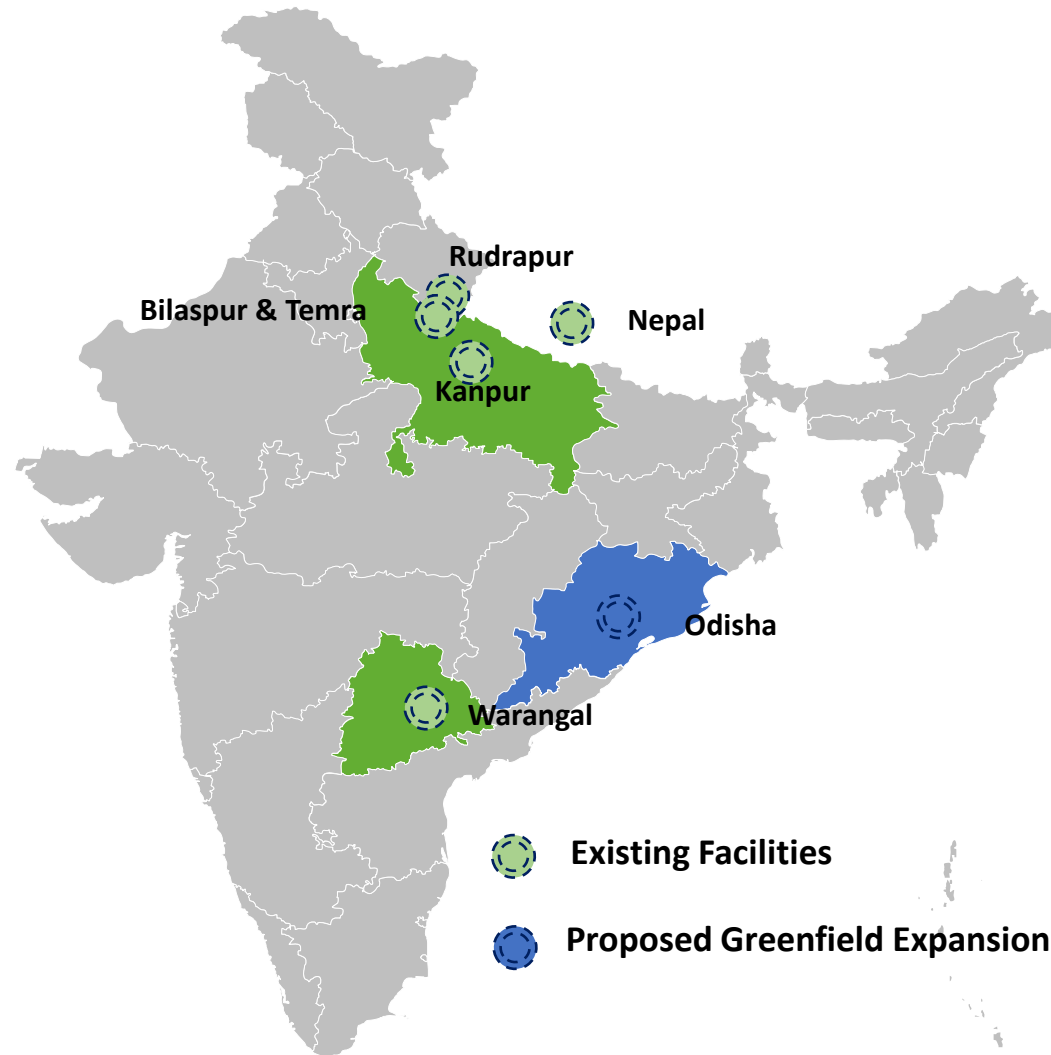 Rudrapur
Bilaspur & Temra
Nepal
Kanpur
Odisha
Warangal
Existing Facilities
Proposed Greenfield Expansion